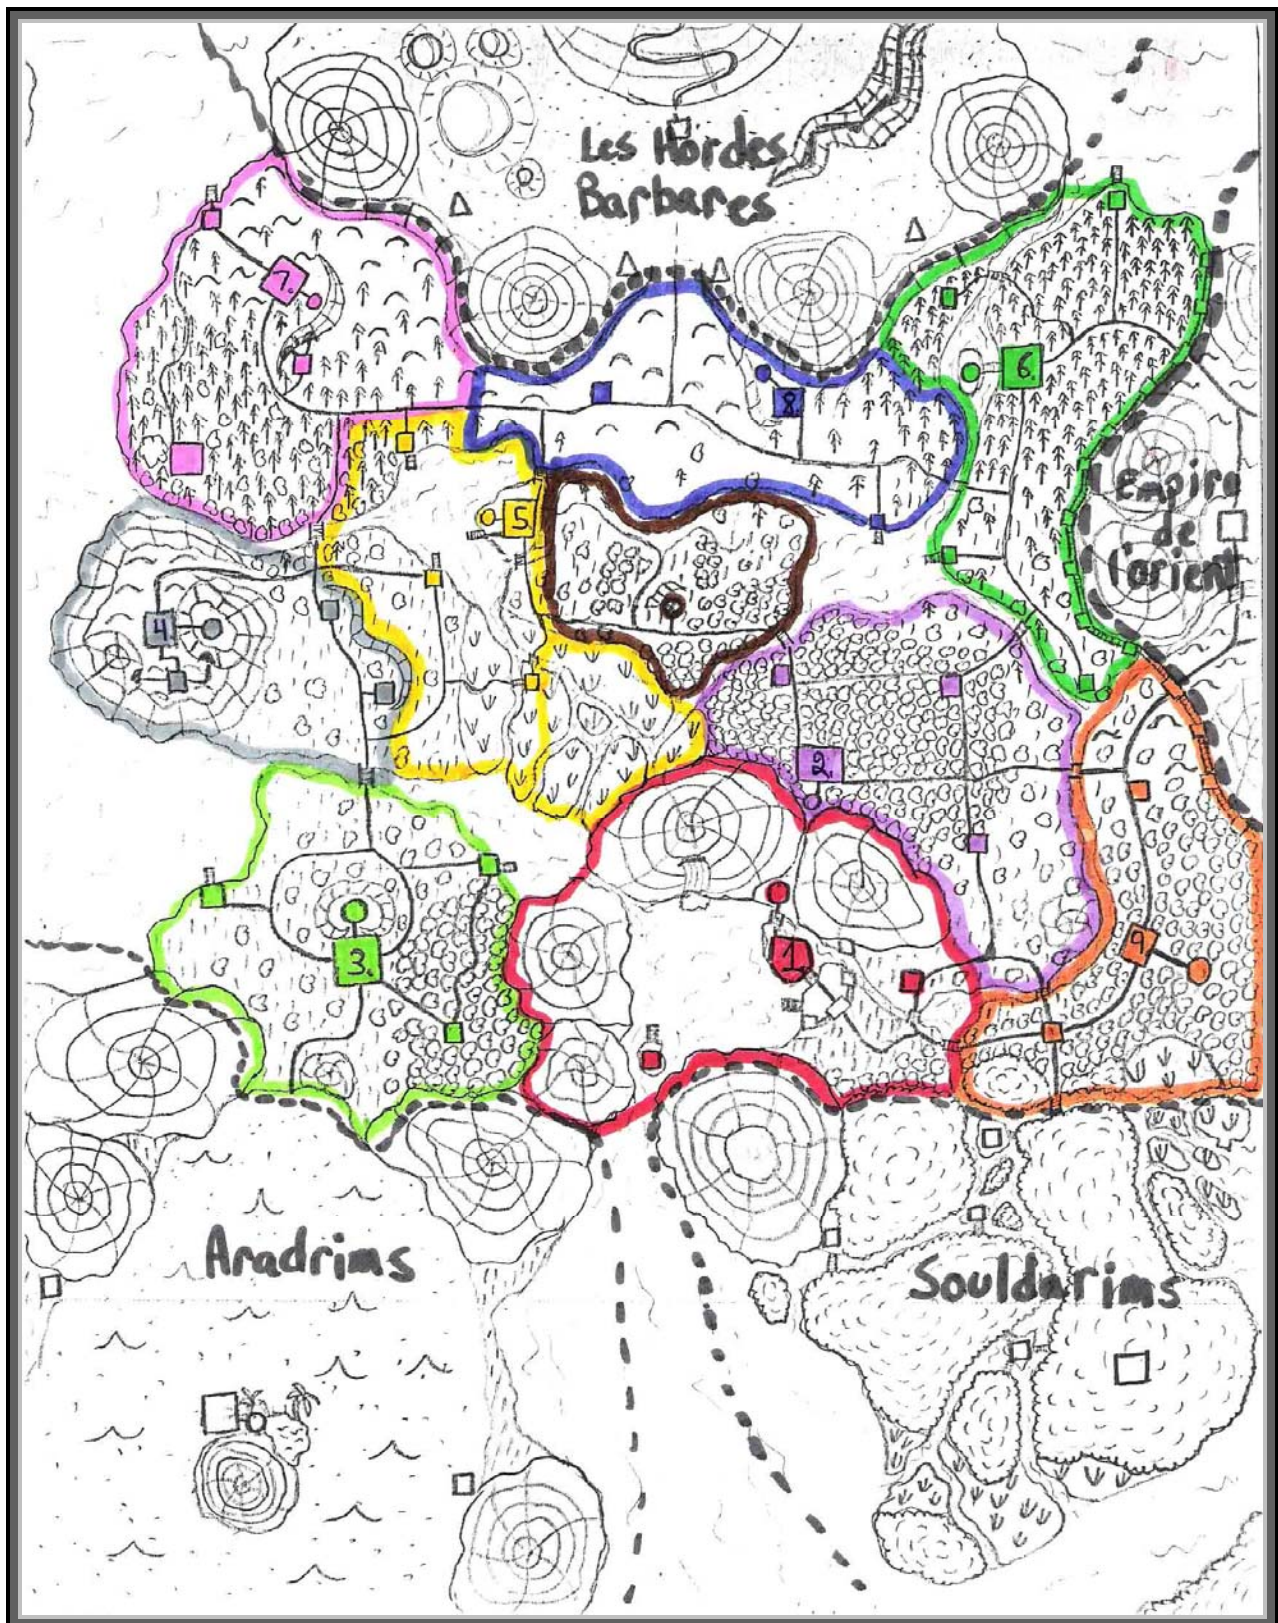 Les Hordes
Barbares
7.
6.
8.
L'Empire
de
l'orient
5.
4.
2.
9
3.
1
Aradrims
Souldarims